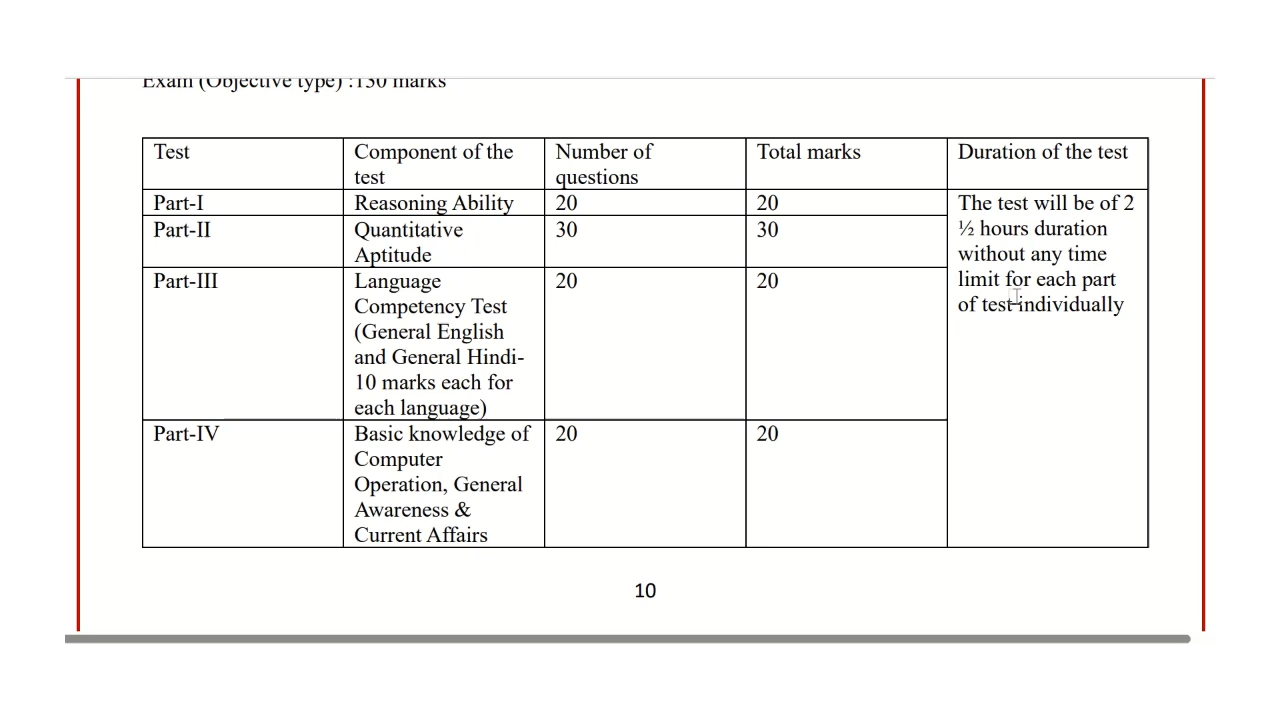 Exam (Objective type) :130 marks
Test
Component of the
test
Number of
questions
Total marks
Duration of the test
Part-I
Reasoning Ability
20
20
The test will be of 2
½ hours duration
without any time
limit for each part
of test individually
Part-II
Quantitative
Aptitude
30
30
Part-III
Language
Competency Test
(General English
and General Hindi-
10 marks each for
each language)
20
20
Part-IV
Basic knowledge of
Computer
Operation, General
Awareness &
Current Affairs
20
20
10